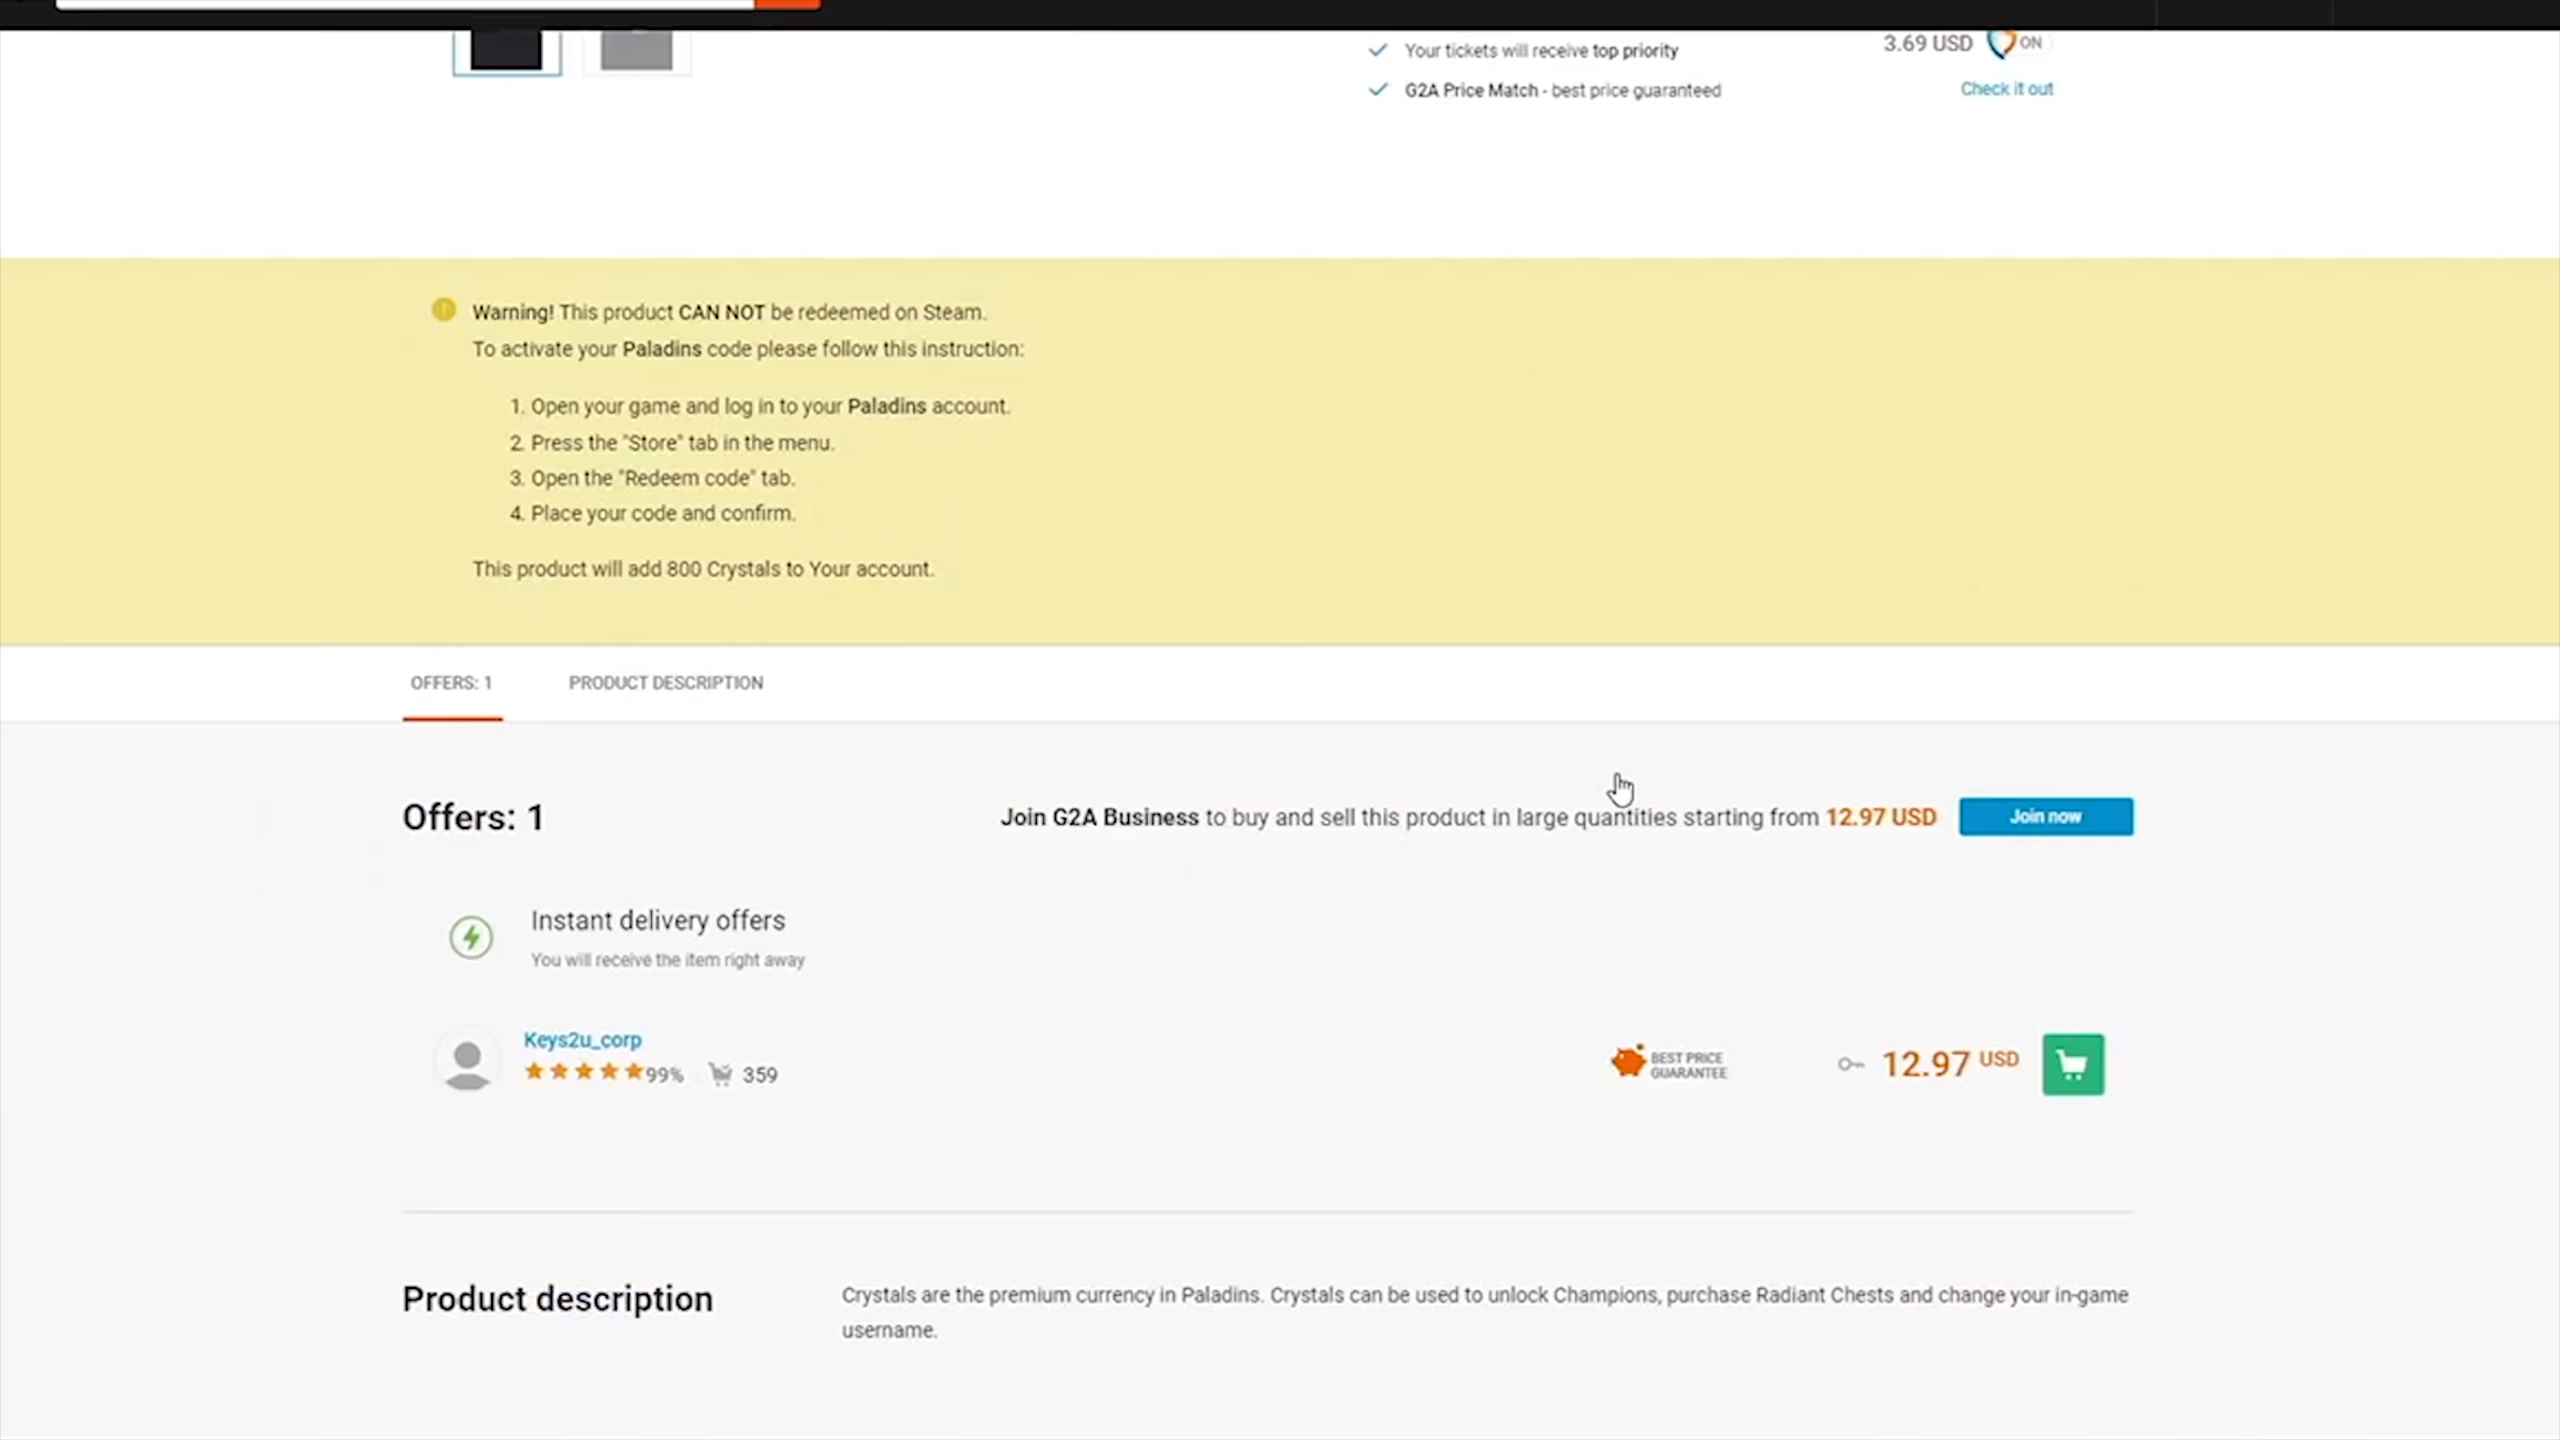 Your tickets will receive top priority
3.69 USD ON
G2A Price Match - best price guaranteed
Check it out
Warning! This product CAN NOT be redeemed on Steam.
To activate your Paladins code please follow this instruction:
1. Open your game and log in to your Paladins account.
2. Press the "Store" tab in the menu.
3. Open the "Redeem code" tab.
4. Place your code and confirm.
This product will add 800 Crystals to Your account.
OFFERS: 1 PRODUCT DESCRIPTION
Offers: 1
Join G2A Business to buy and sell this product in large quantities starting from 12.97 USD
Join now
Instant delivery offers
You will receive the item right away
Keys2u_corp
99% 359
BEST PRICE
GUARANTEE
12.97 USD
Product description
Crystals are the premium currency in Paladins. Crystals can be used to unlock Champions, purchase Radiant Chests and change your in-game
username.